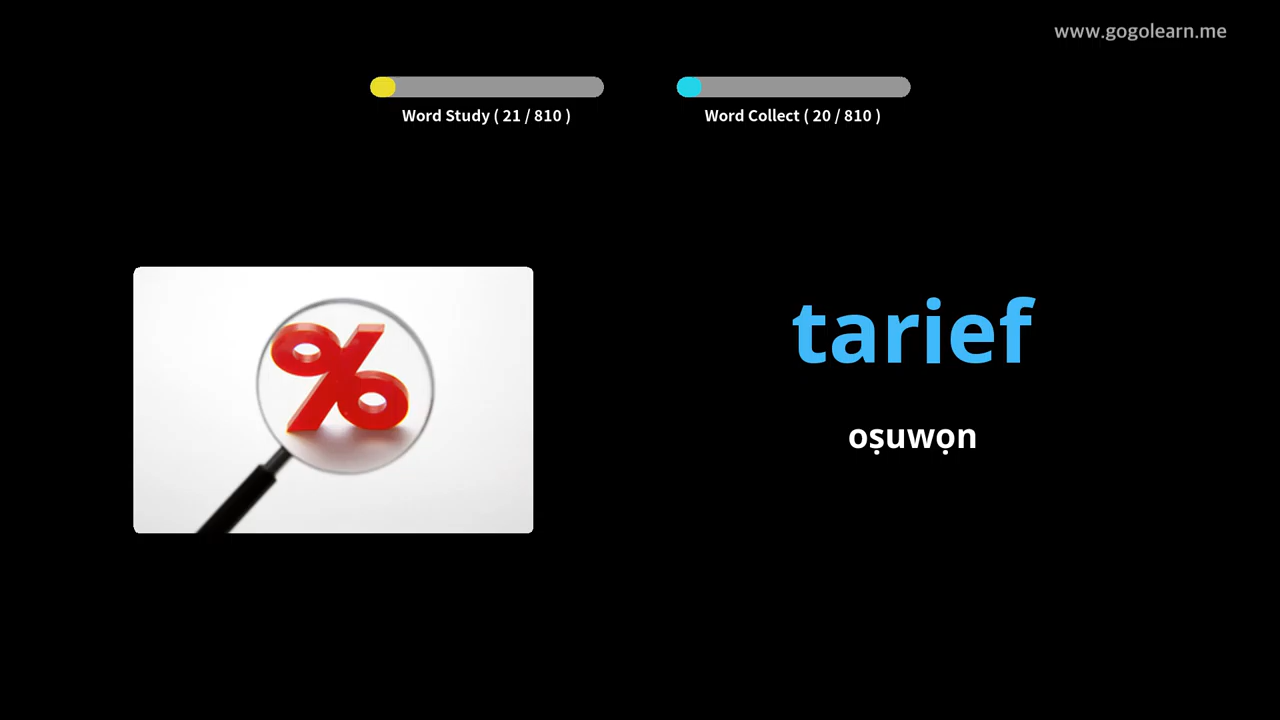 www.gogolearn.me
Word Study ( 21 / 810 )
Word Collect ( 20 / 810 )
%
tarief
oṣuwọn